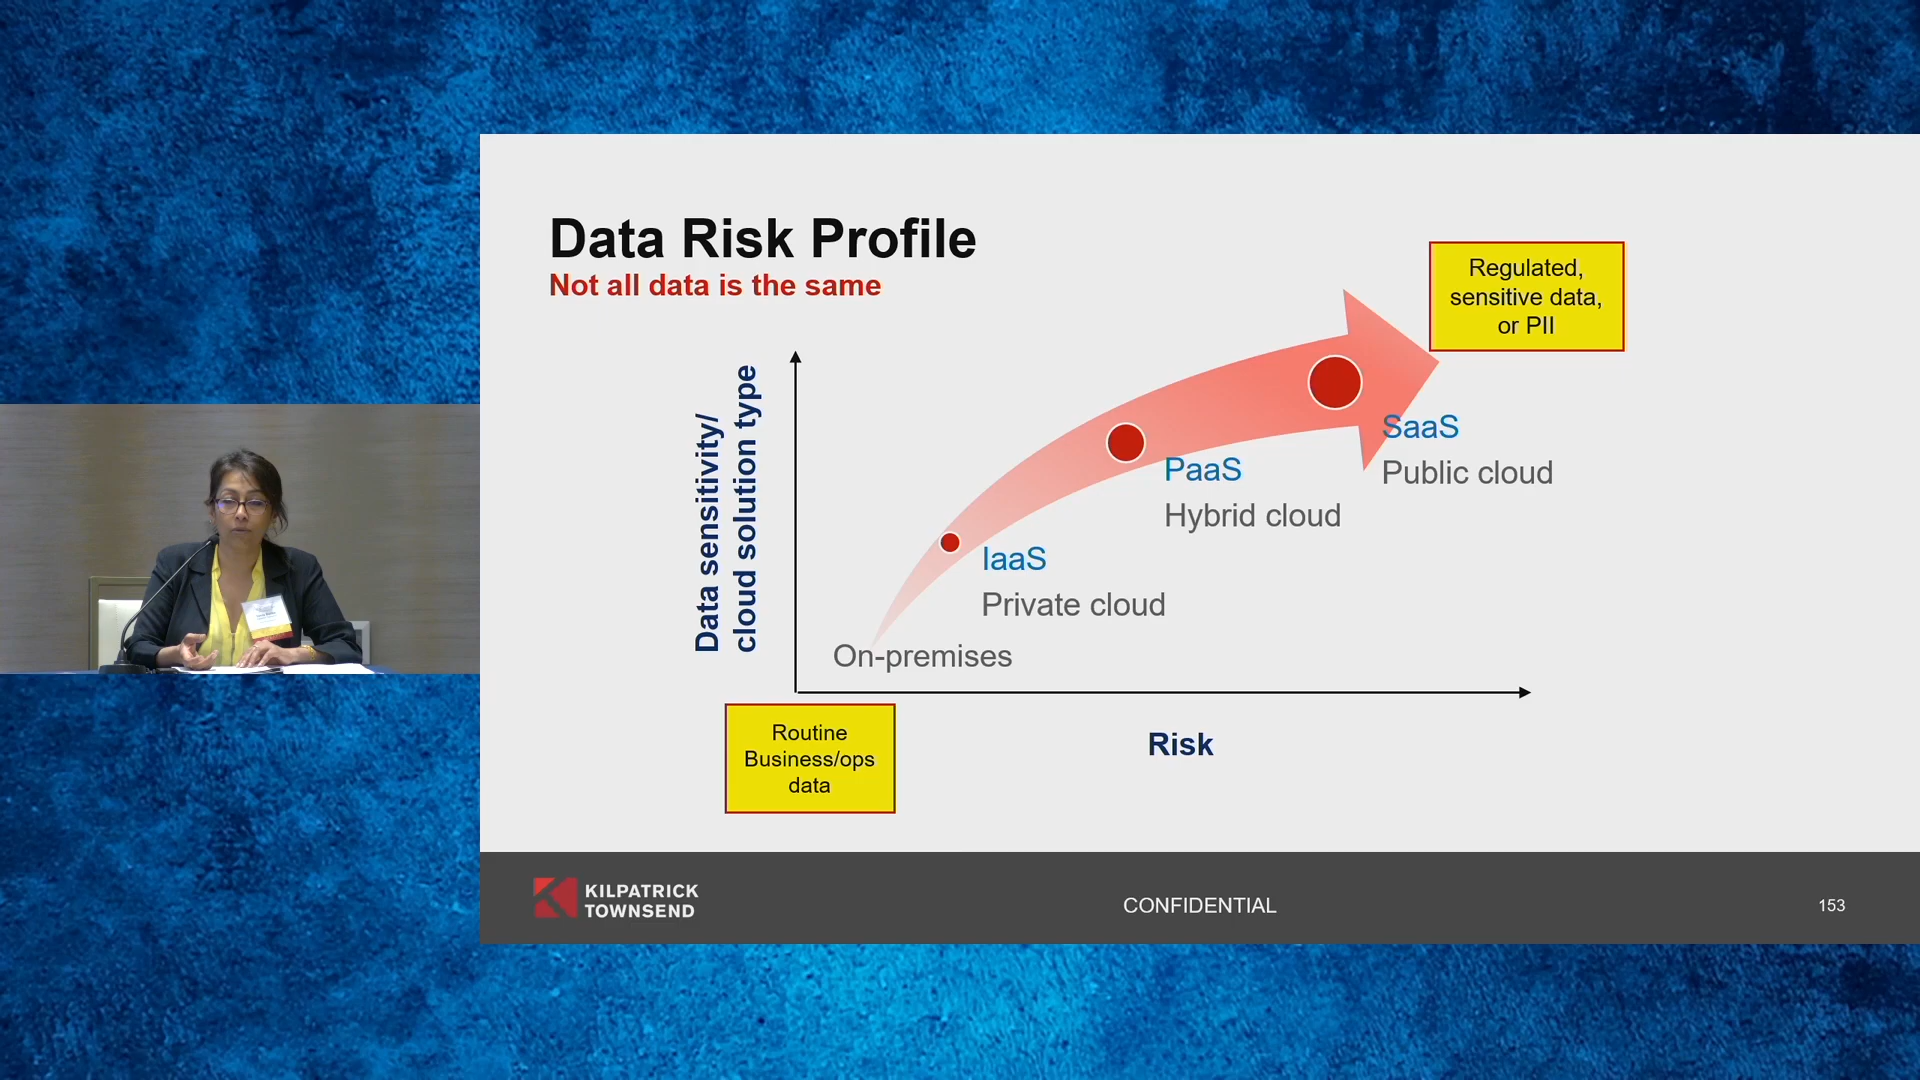 Data Risk Profile
Not all data is the same
Regulated,
sensitive data,
or PII
Data sensitivity/
cloud solution type
SaaS
Public cloud
PaaS
Hybrid cloud
IaaS
Private cloud
On-premises
Routine
Business/ops
data
Risk
KILPATRICK
TOWNSEND
CONFIDENTIAL
153